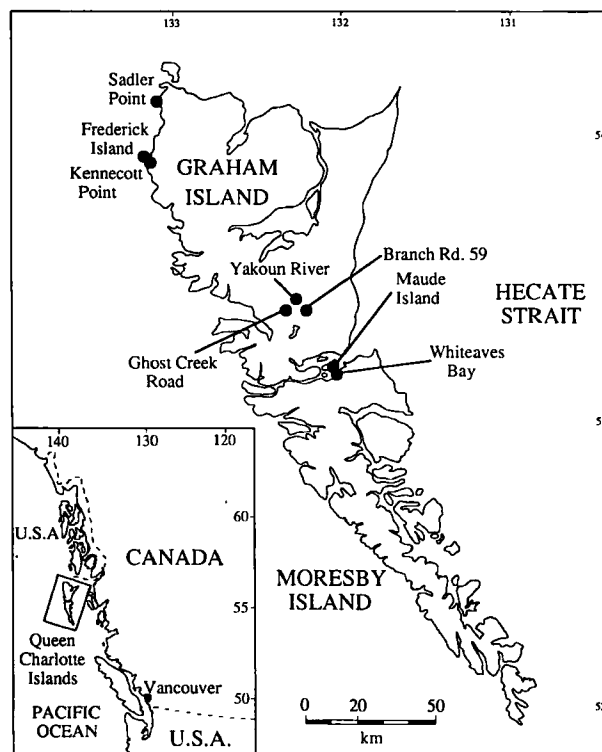 133
132
131
Sadler
Point
54
Frederick
Island
Kennecott
Point
GRAHAM
ISLAND
Yakoun River
Branch Rd. 59
Maude
Island
HECATE
STRAIT
Ghost Creek
Road
Whiteaves
Bay
140
130
120
U.S.A
CANADA
60
55
MORESBY
ISLAND
Queen
Charlotte
Islands
Vancouver
50
PACIFIC
OCEAN
U.S.A.
0 20 50
km